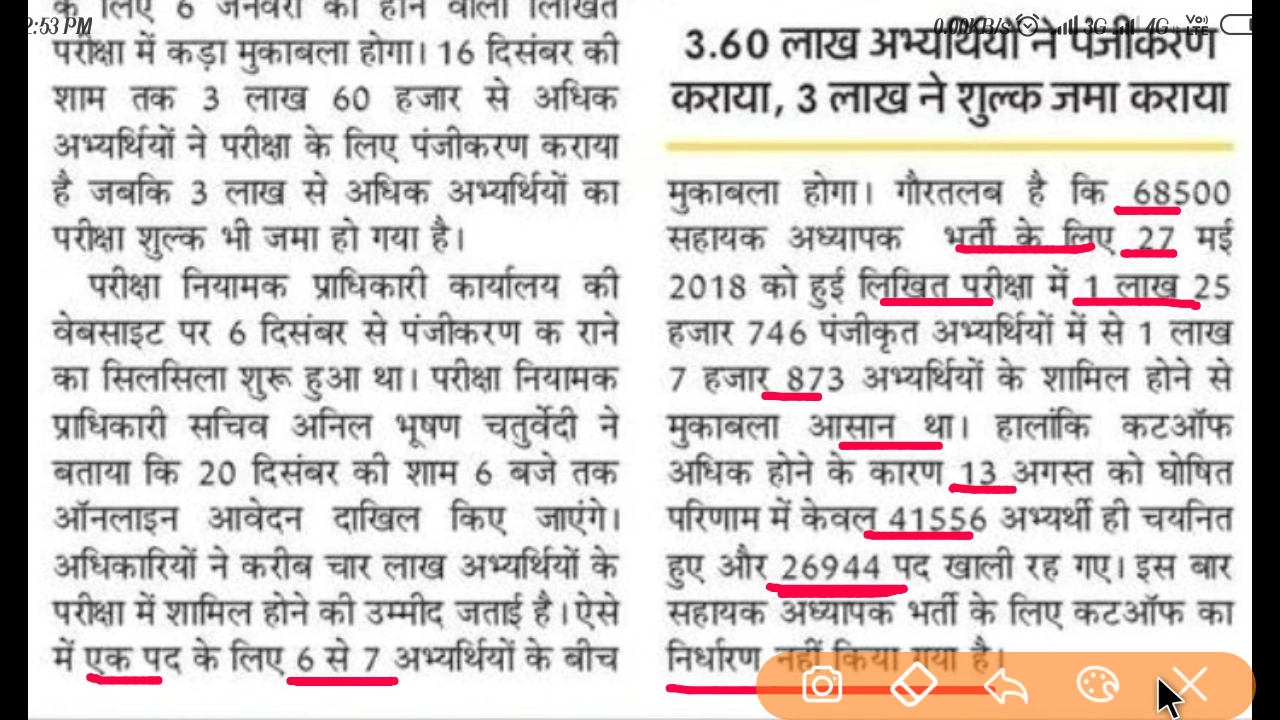 के लिए 6 जनवरी को होने वाली लिखित
2:53 PM
0.00KB/s 3G 4G VoLTE
परीक्षा में कड़ा मुकाबला होगा। 16 दिसंबर की
शाम तक 3 लाख 60 हजार से अधिक
अभ्यर्थियों ने परीक्षा के लिए पंजीकरण कराया
है जबकि 3 लाख से अधिक अभ्यर्थियों का
परीक्षा शुल्क भी जमा हो गया है।
परीक्षा नियामक प्राधिकारी कार्यालय की
वेबसाइट पर 6 दिसंबर से पंजीकरण क राने
का सिलसिला शुरू हुआ था। परीक्षा नियामक
प्राधिकारी सचिव अनिल भूषण चतुर्वेदी ने
बताया कि 20 दिसंबर की शाम 6 बजे तक
ऑनलाइन आवेदन दाखिल किए जाएंगे।
अधिकारियों ने करीब चार लाख अभ्यर्थियों के
परीक्षा में शामिल होने की उम्मीद जताई है। ऐसे
में एक पद के लिए 6 से 7 अभ्यर्थियों के बीच
3.60 लाख अभ्यर्थियों ने पंजीकरण
कराया, 3 लाख ने शुल्क जमा कराया
मुकाबला होगा। गौरतलब है कि 68500
सहायक अध्यापक भर्ती के लिए 27 मई
2018 को हुई लिखित परीक्षा में 1 लाख 25
हजार 746 पंजीकृत अभ्यर्थियों में से 1 लाख
7 हजार 873 अभ्यर्थियों के शामिल होने से
मुकाबला आसान था। हालांकि कटऑफ
अधिक होने के कारण 13 अगस्त को घोषित
परिणाम में केवल 41556 अभ्यर्थी ही चयनित
हुए और 26944 पद खाली रह गए। इस बार
सहायक अध्यापक भर्ती के लिए कटऑफ का
निर्धारण नहीं किया गया है।